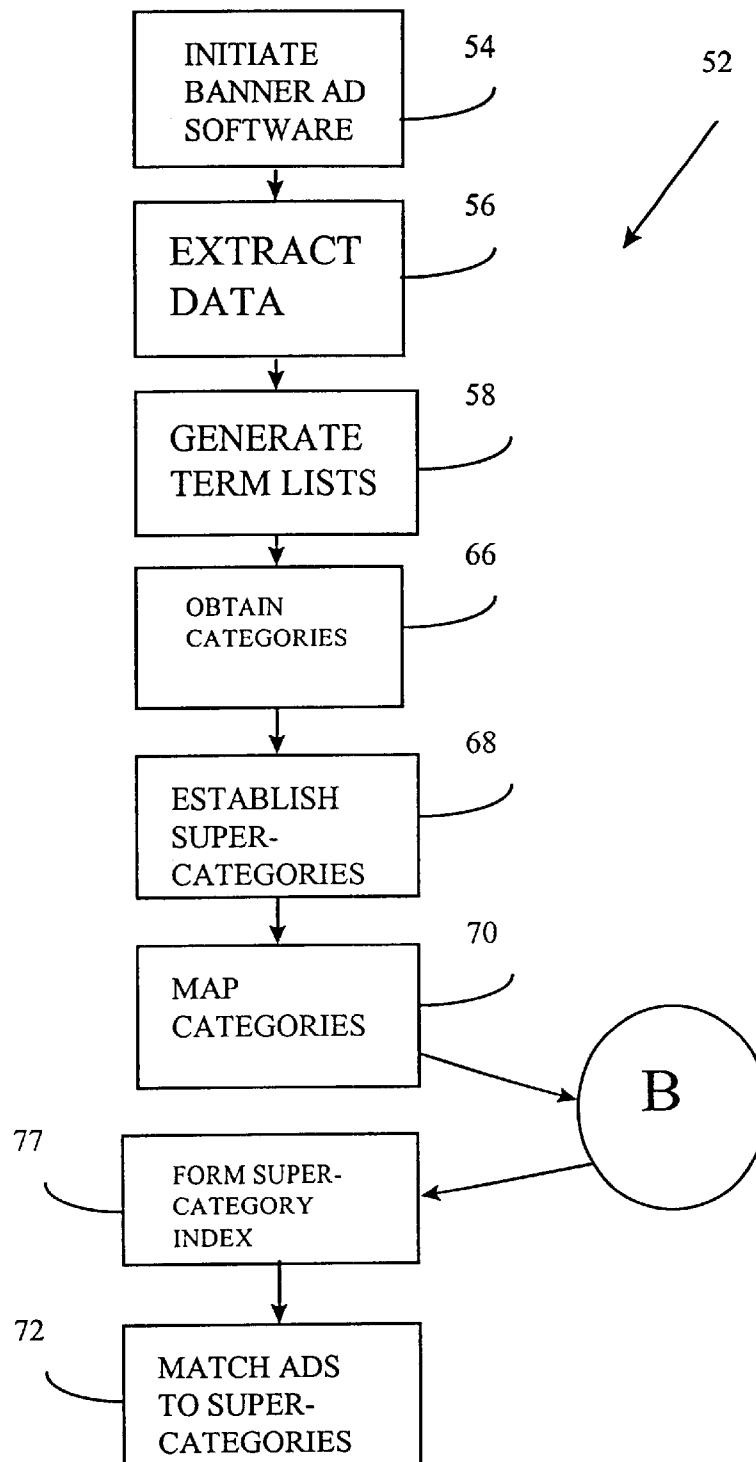 54
INITIATE
BANNER AD
SOFTWARE
52
56
EXTRACT
DATA
58
GENERATE
TERM LISTS
66
OBTAIN
CATEGORIES
68
ESTABLISH
SUPER-
CATEGORIES
70
MAP
CATEGORIES
B
77
FORM SUPER-
CATEGORY
INDEX
72
MATCH ADS
TO SUPER-
CATEGORIES